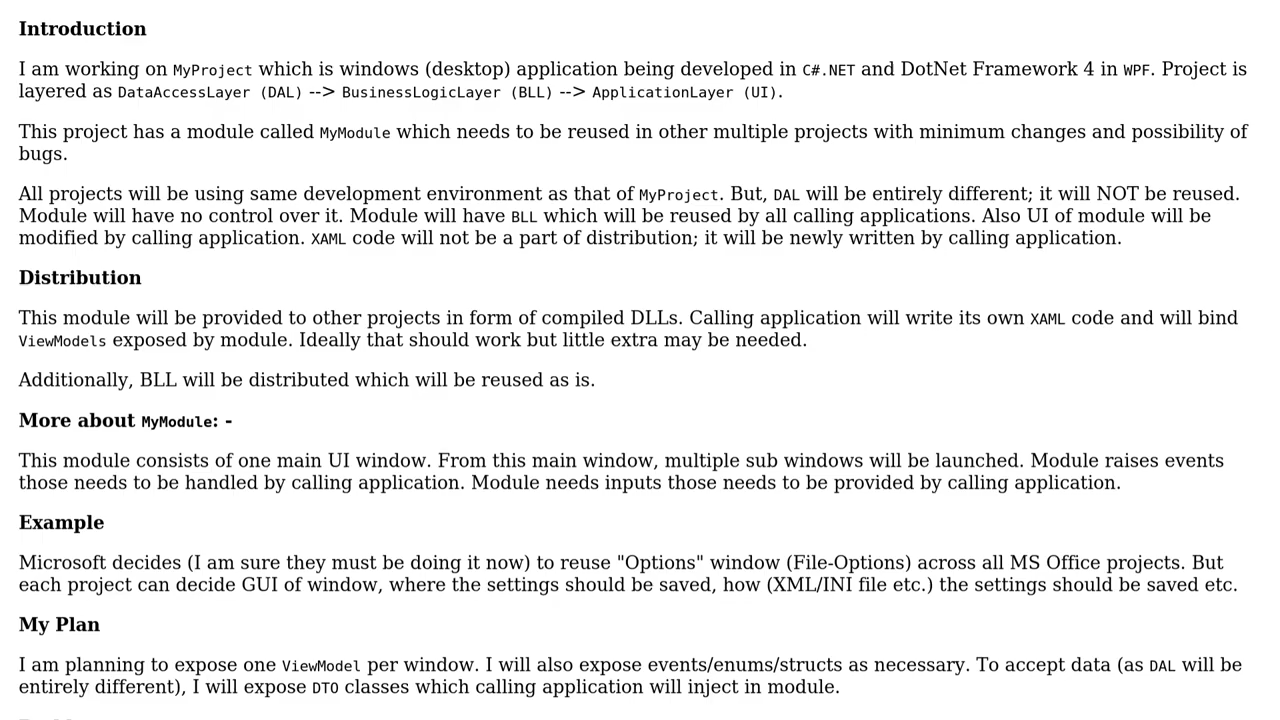 Introduction
I am working on MyProject which is windows (desktop) application being developed in C#.NET and DotNet Framework 4 in WPF. Project is
layered as DataAccessLayer (DAL) --> BusinessLogicLayer (BLL) --> ApplicationLayer (UI).
This project has a module called MyModule which needs to be reused in other multiple projects with minimum changes and possibility of
bugs.
All projects will be using same development environment as that of MyProject. But, DAL will be entirely different; it will NOT be reused.
Module will have no control over it. Module will have BLL which will be reused by all calling applications. Also UI of module will be
modified by calling application. XAML code will not be a part of distribution; it will be newly written by calling application.
Distribution
This module will be provided to other projects in form of compiled DLLs. Calling application will write its own XAML code and will bind
ViewModels exposed by module. Ideally that should work but little extra may be needed.
Additionally, BLL will be distributed which will be reused as is.
More about MyModule: -
This module consists of one main UI window. From this main window, multiple sub windows will be launched. Module raises events
those needs to be handled by calling application. Module needs inputs those needs to be provided by calling application.
Example
Microsoft decides (I am sure they must be doing it now) to reuse "Options" window (File-Options) across all MS Office projects. But
each project can decide GUI of window, where the settings should be saved, how (XML/INI file etc.) the settings should be saved etc.
My Plan
I am planning to expose one ViewModel per window. I will also expose events/enums/structs as necessary. To accept data (as DAL will be
entirely different), I will expose DTO classes which calling application will inject in module.